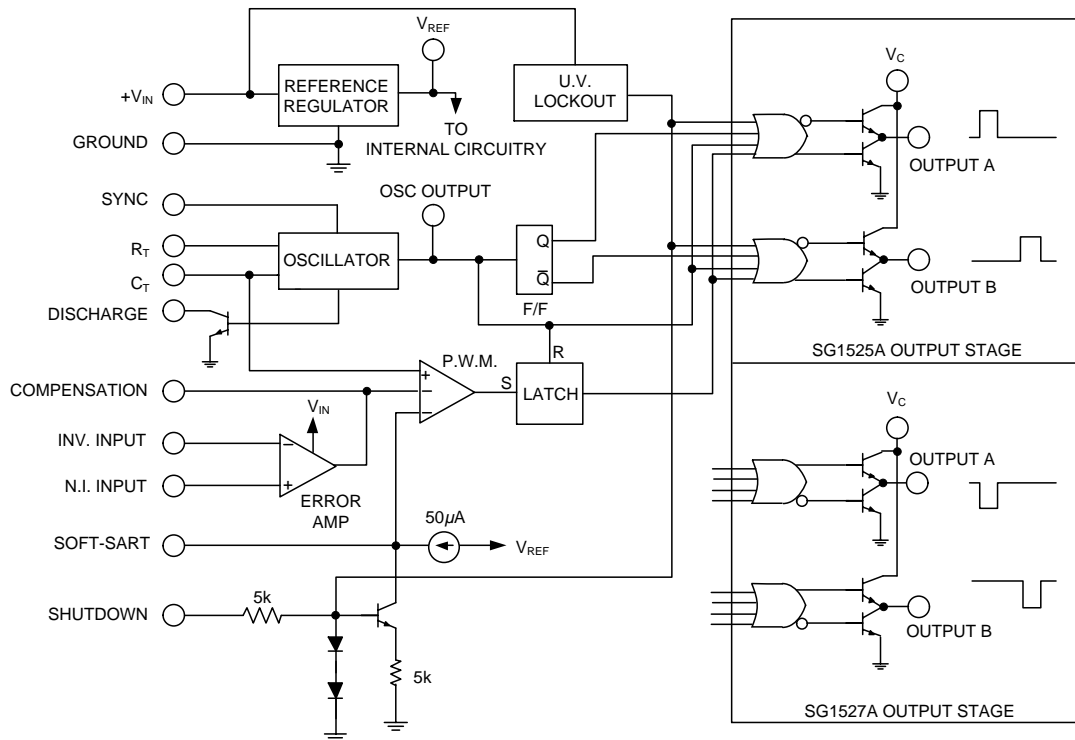 +VIN
GROUND
SYNC
RT
CT
DISCHARGE
COMPENSATION
INV. INPUT
N.I. INPUT
SOFT-SART
SHUTDOWN
REFERENCE
REGULATOR
VREF
TO
INTERNAL CIRCUITRY
U.V.
LOCKOUT
OSC OUTPUT
OSCILLATOR
Q
Q̅
F/F
P.W.M.
+
−
−
S
R
LATCH
VIN
−
+
ERROR
AMP
50µA
VREF
5k
5k
VC
OUTPUT A
OUTPUT B
SG1525A OUTPUT STAGE
VC
OUTPUT A
OUTPUT B
SG1527A OUTPUT STAGE